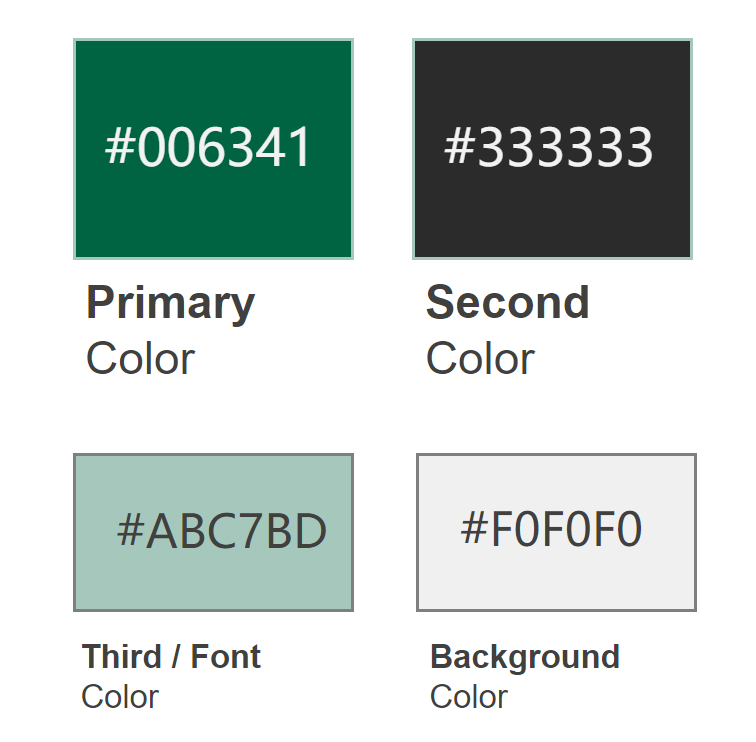 #006341
#333333
Primary
Color
Second
Color
#ABC7BD
#F0F0F0
Third / Font
Color
Background
Color